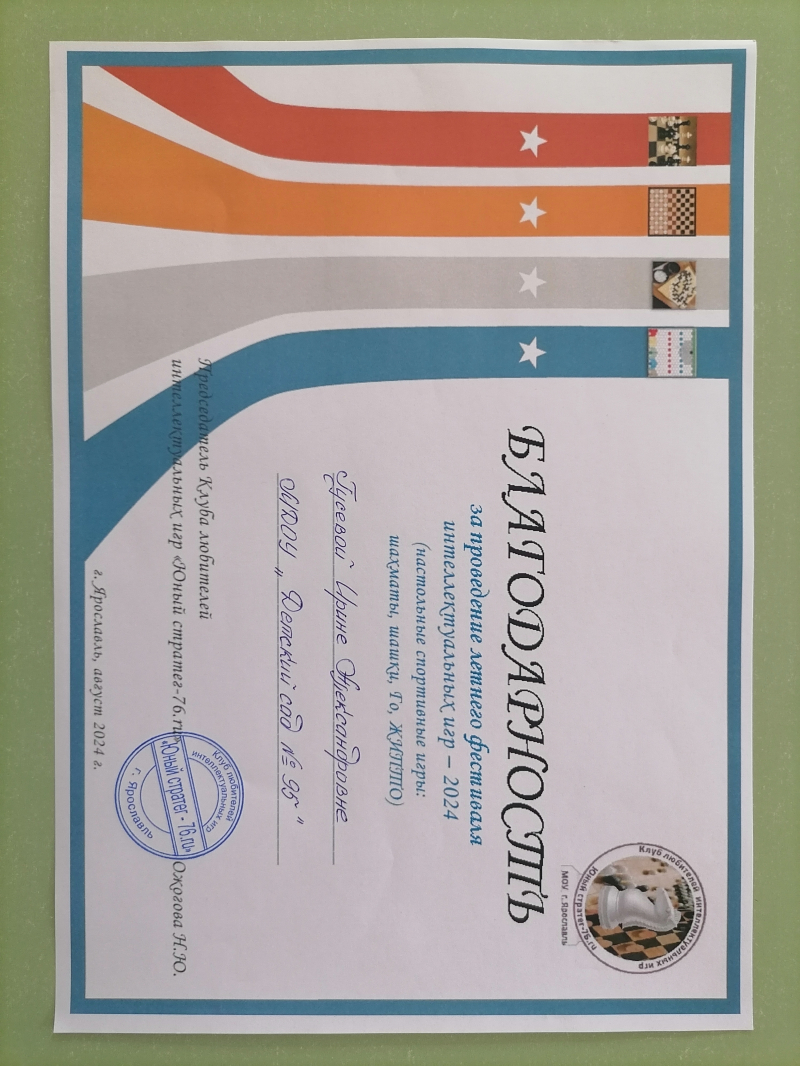 Клуб любителей интеллектуальных игр
Юный стратег-76.ru
МОУ г. Ярославль
БЛАГОДАРНОСТЬ
за проведение летнего фестиваля
интеллектуальных игр – 2024
(настольные спортивные игры:
шахматы, шашки, Го, ЖИППТО)
Гусевой Ирине Александровне
МДОУ „ Детский сад № 95 "
Председатель Клуба любителей
интеллектуальных игр «Юный стратег-76.ru» Ожогова Н.Ю.
Клуб любителей
интеллектуальных игр
«Юный стратег - 76.ru»
г. Ярославль
г. Ярославль, август 2024 г.